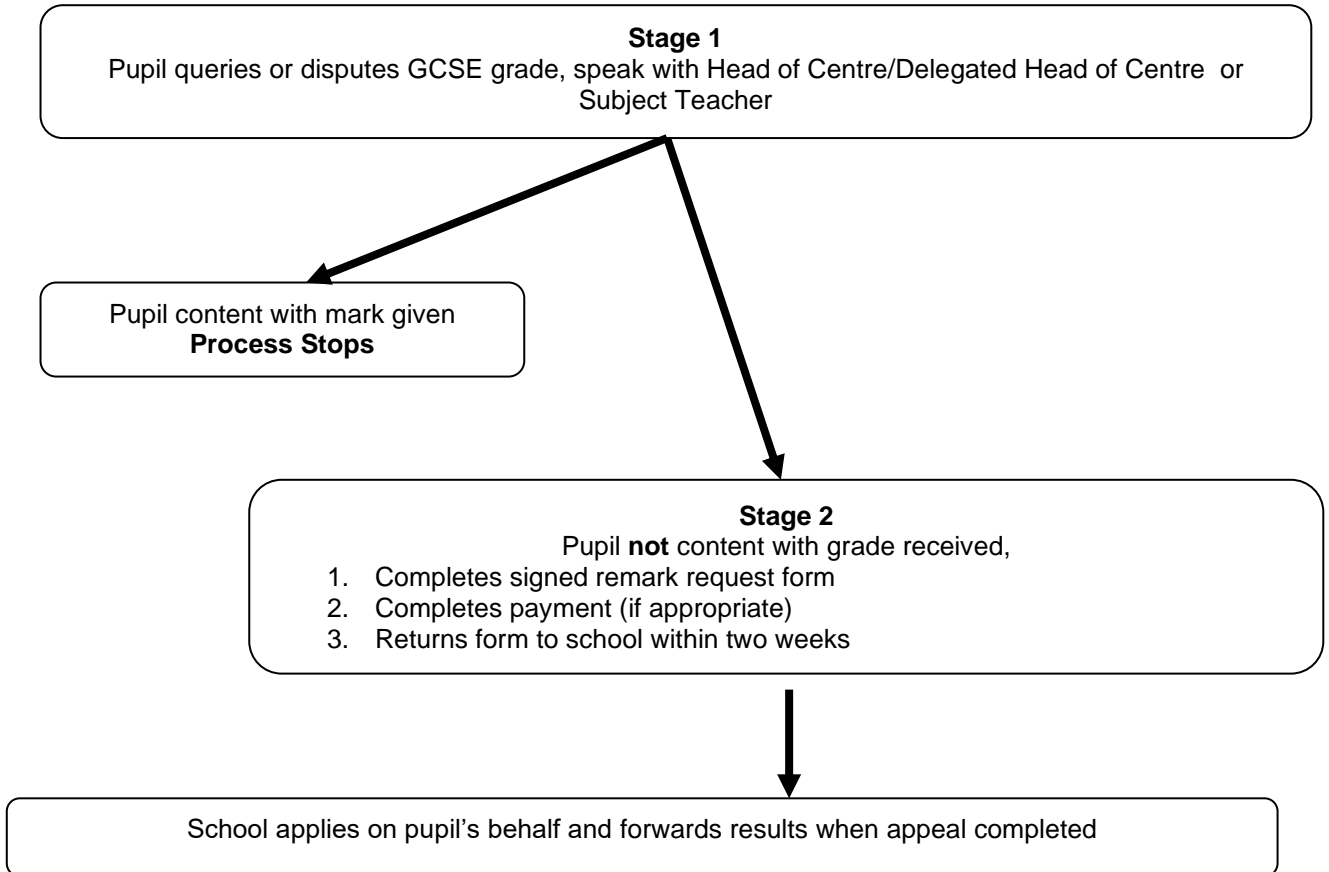 Stage 1
Pupil queries or disputes GCSE grade, speak with Head of Centre/Delegated Head of Centre or
Subject Teacher
Pupil content with mark given
Process Stops
Stage 2
Pupil not content with grade received,
1. Completes signed remark request form
2. Completes payment (if appropriate)
3. Returns form to school within two weeks
School applies on pupil's behalf and forwards results when appeal completed